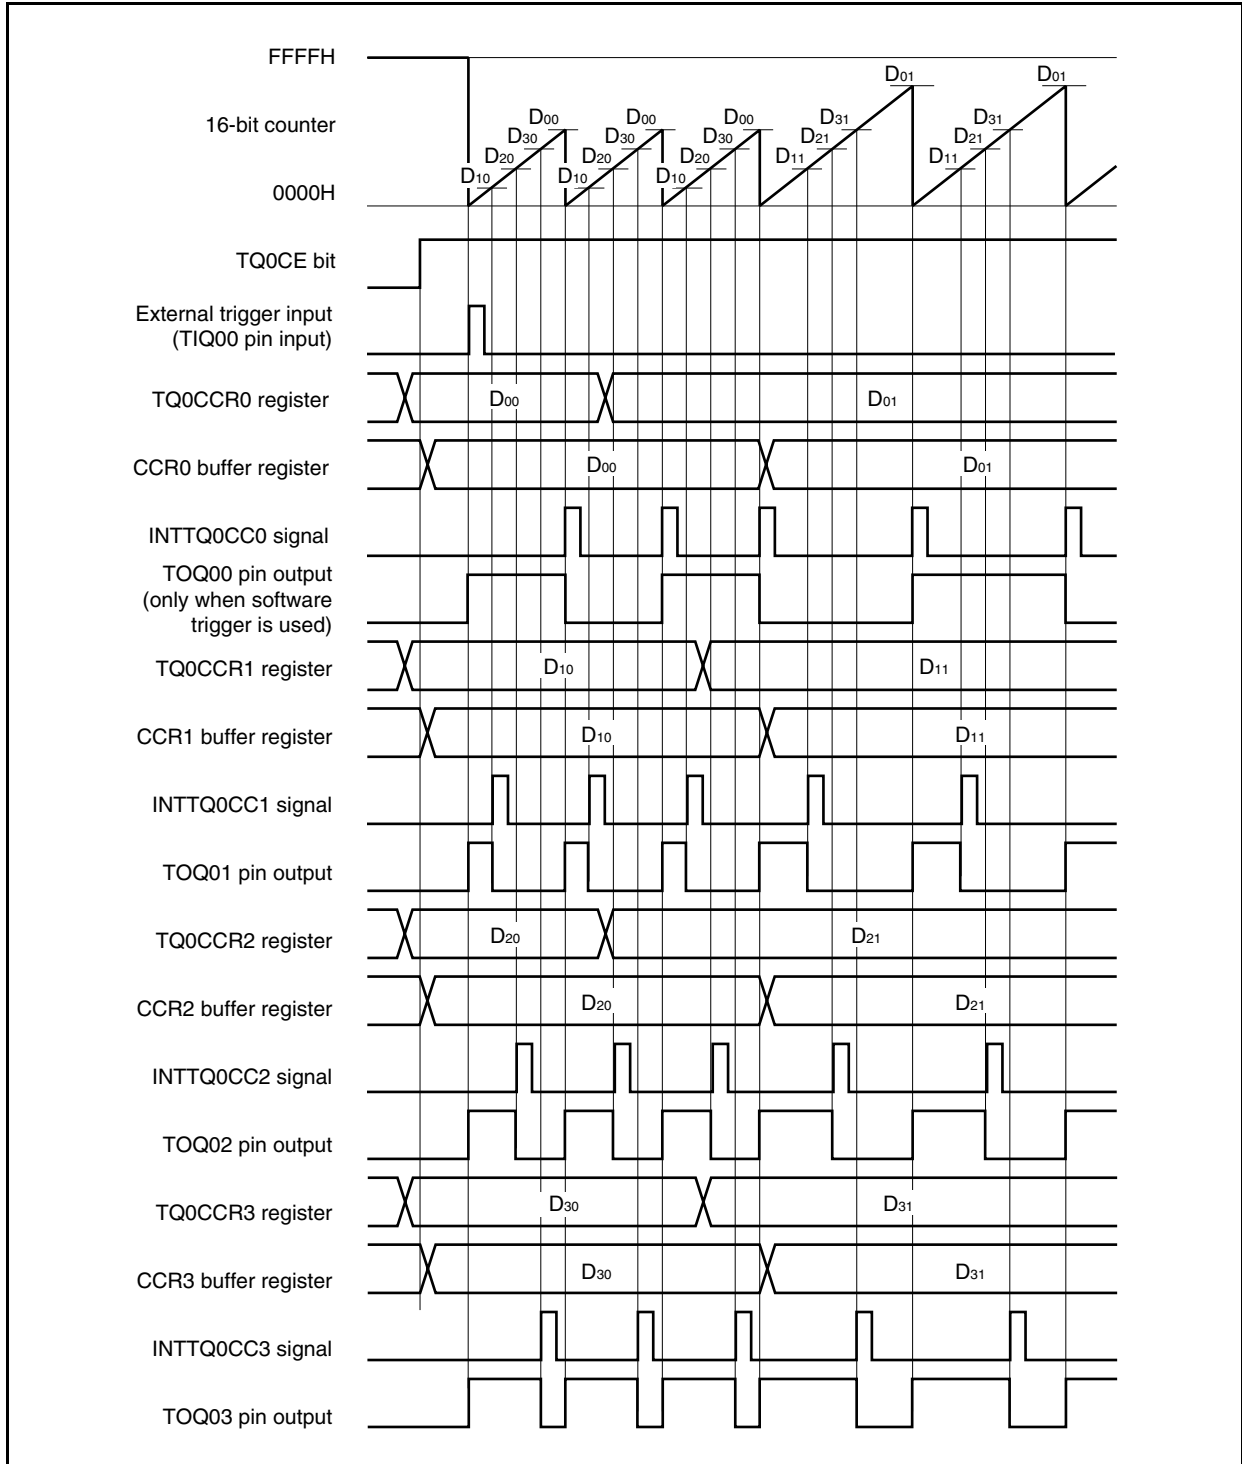 FFFFH
D01 D01
16-bit counter D00 D00 D00 D31 D31
D30 D30 D30 D21 D21
D20 D20 D20 D11 D11
D10 D10 D10
0000H
TQ0CE bit
External trigger input
(TIQ00 pin input)
TQ0CCR0 register D00 D01
CCR0 buffer register D00 D01
INTTQ0CC0 signal
TOQ00 pin output
(only when software
trigger is used)
TQ0CCR1 register D10 D11
CCR1 buffer register D10 D11
INTTQ0CC1 signal
TOQ01 pin output
TQ0CCR2 register D20 D21
CCR2 buffer register D20 D21
INTTQ0CC2 signal
TOQ02 pin output
TQ0CCR3 register D30 D31
CCR3 buffer register D30 D31
INTTQ0CC3 signal
TOQ03 pin output